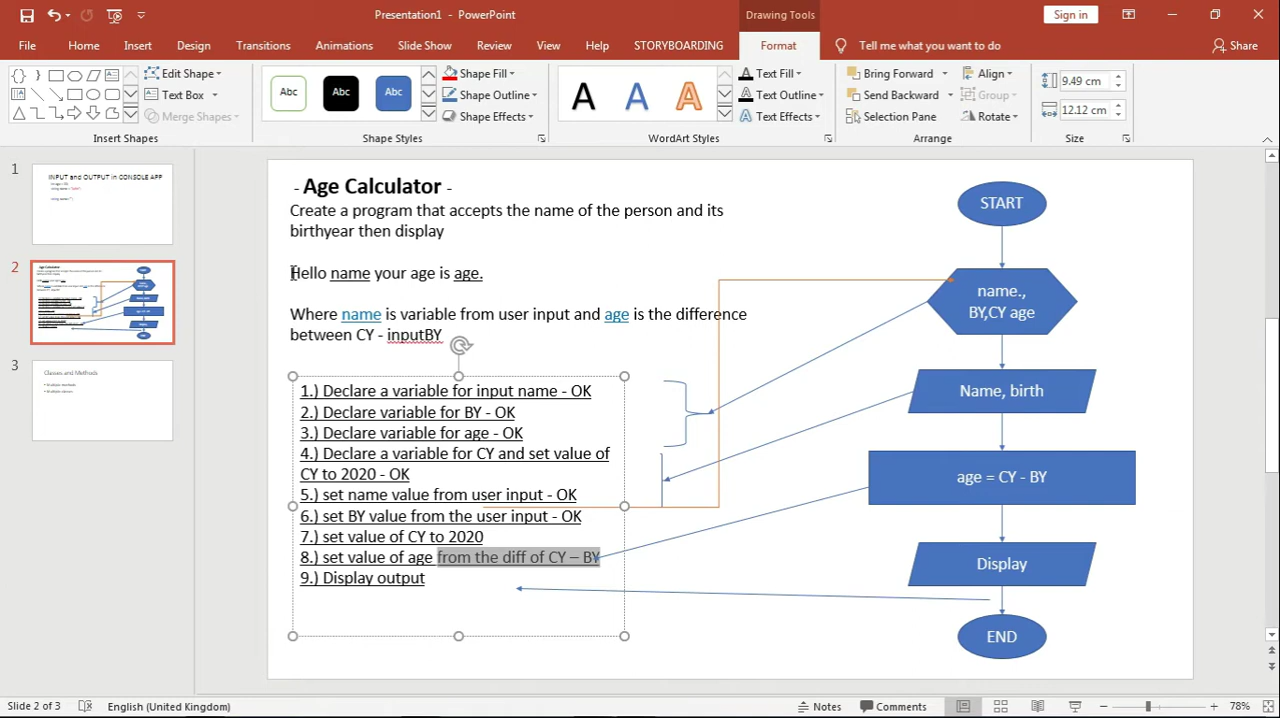 Presentation1 - PowerPoint
Drawing Tools
Sign in
File
Home
Insert
Design
Transitions
Animations
Slide Show
Review
View
Help
STORYBOARDING
Format
Tell me what you want to do
Share
Edit Shape
Text Box
Merge Shapes
Insert Shapes
Abc
Abc
Abc
Shape Fill
Shape Outline
Shape Effects
Shape Styles
A
A
A
Text Fill
Text Outline
Text Effects
WordArt Styles
Bring Forward
Send Backward
Selection Pane
Align
Group
Rotate
Arrange
9.49 cm
12.12 cm
Size
1
INPUT and OUTPUT in CONSOLE APP
2
3
Classes and Methods
- Age Calculator -
Create a program that accepts the name of the person and its
birthyear then display
Hello name your age is age.
Where name is variable from user input and age is the difference
between CY - inputBY
1.) Declare a variable for input name - OK
2.) Declare variable for BY - OK
3.) Declare variable for age - OK
4.) Declare a variable for CY and set value of
CY to 2020 - OK
5.) set name value from user input - OK
6.) set BY value from the user input - OK
7.) set value of CY to 2020
8.) set value of age from the diff of CY – BY
9.) Display output
START
name.,
BY,CY age
Name, birth
age = CY - BY
Display
END
Slide 2 of 3
English (United Kingdom)
Notes
Comments
78%